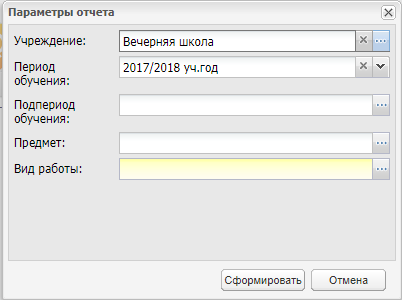 Параметры отчета
Учреждение: Вечерняя школа
Период обучения: 2017/2018 уч.год
Подпериод обучения:
Предмет:
Вид работы:
Сформировать Отмена